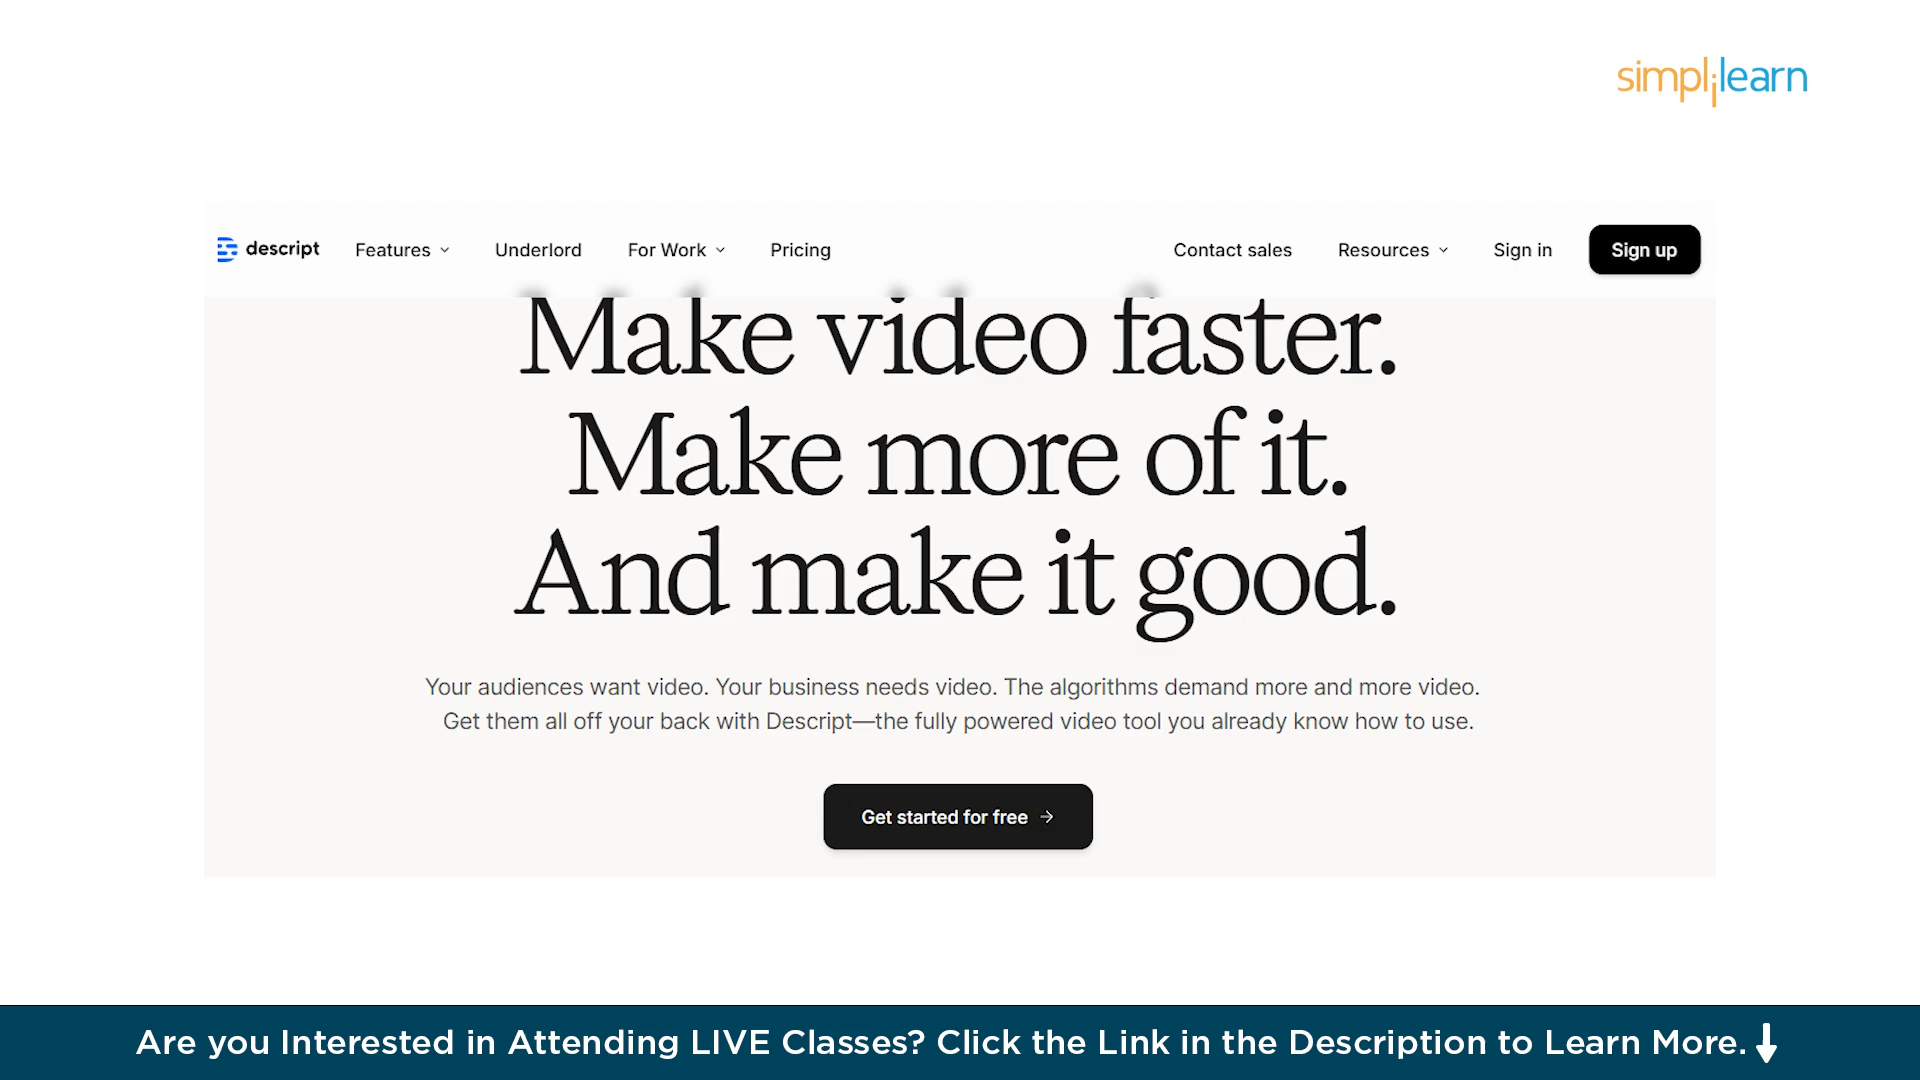 simplilearn
descript Features Underlord For Work Pricing Contact sales Resources Sign in Sign up
Make video faster.
Make more of it.
And make it good.
Your audiences want video. Your business needs video. The algorithms demand more and more video.
Get them all off your back with Descript—the fully powered video tool you already know how to use.
Get started for free →
Are you Interested in Attending LIVE Classes? Click the Link in the Description to Learn More.